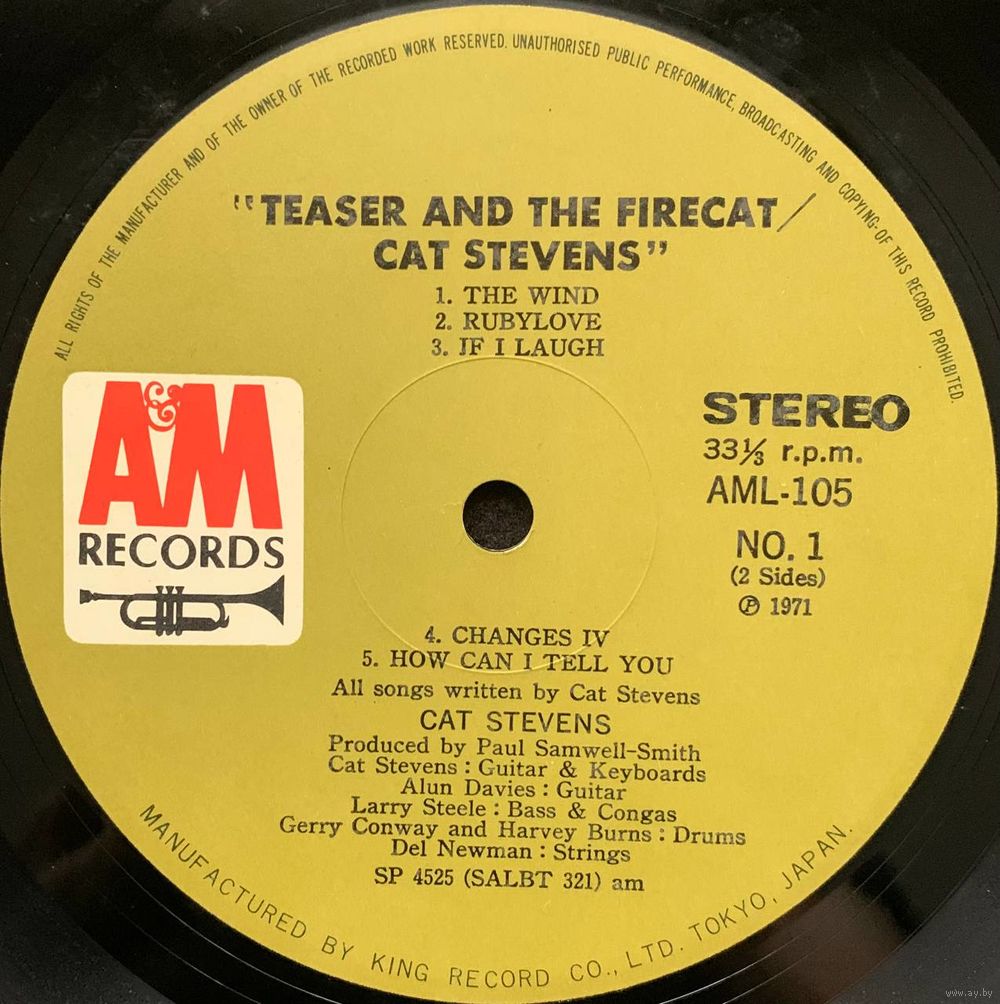 ALL RIGHTS OF THE MANUFACTURER AND OF THE OWNER OF THE RECORDED WORK RESERVED. UNAUTHORISED PUBLIC PERFORMANCE, BROADCASTING AND COPYING·OF THIS RECORD PROHIBITED.
"TEASER AND THE FIRECAT/
CAT STEVENS"
1. THE WIND
2. RUBYLOVE
3. IF I LAUGH
A&M
RECORDS
STEREO
33⅓ r.p.m.
AML-105
NO. 1
(2 Sides)
℗ 1971
4. CHANGES IV
5. HOW CAN I TELL YOU
All songs written by Cat Stevens
CAT STEVENS
Produced by Paul Samwell-Smith
Cat Stevens : Guitar & Keyboards
Alun Davies : Guitar
Larry Steele : Bass & Congas
Gerry Conway and Harvey Burns : Drums
Del Newman : Strings
SP 4525 (SALBT 321) am
MANUFACTURED BY KING RECORD CO., LTD. TOKYO, JAPAN.
www.ay.by